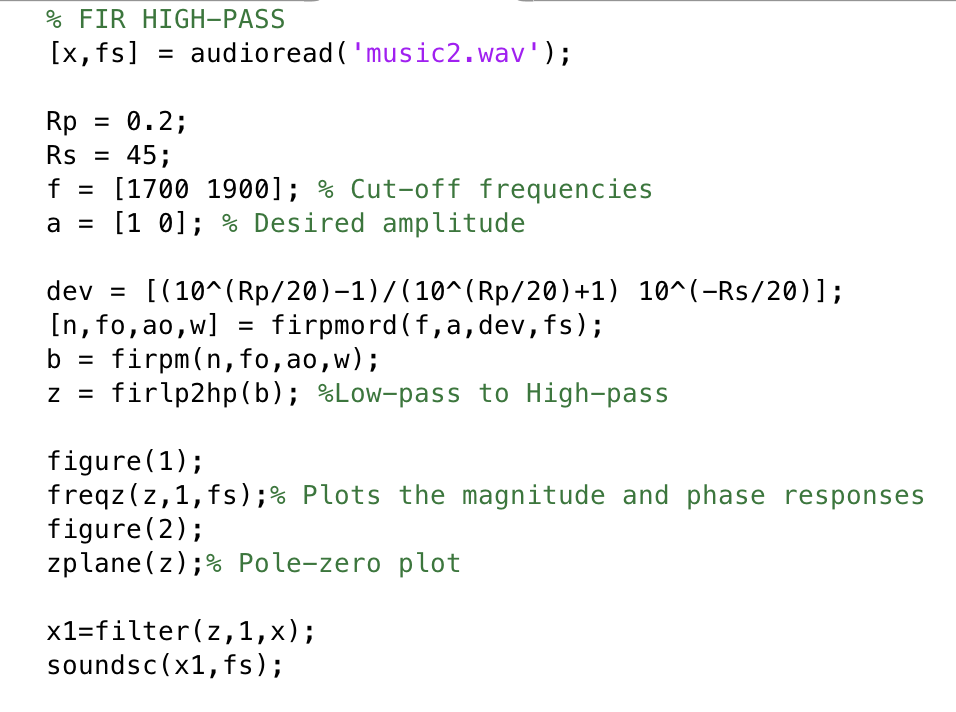 % FIR HIGH-PASS
[x,fs] = audioread('music2.wav');
Rp = 0.2;
Rs = 45;
f = [1700 1900]; % Cut-off frequencies
a = [1 0]; % Desired amplitude
dev = [(10^(Rp/20)-1)/(10^(Rp/20)+1) 10^(-Rs/20)];
[n,fo,ao,w] = firpmord(f,a,dev,fs);
b = firpm(n,fo,ao,w);
z = firlp2hp(b); %Low-pass to High-pass
figure(1);
freqz(z,1,fs);% Plots the magnitude and phase responses
figure(2);
zplane(z);% Pole-zero plot
x1=filter(z,1,x);
soundsc(x1,fs);